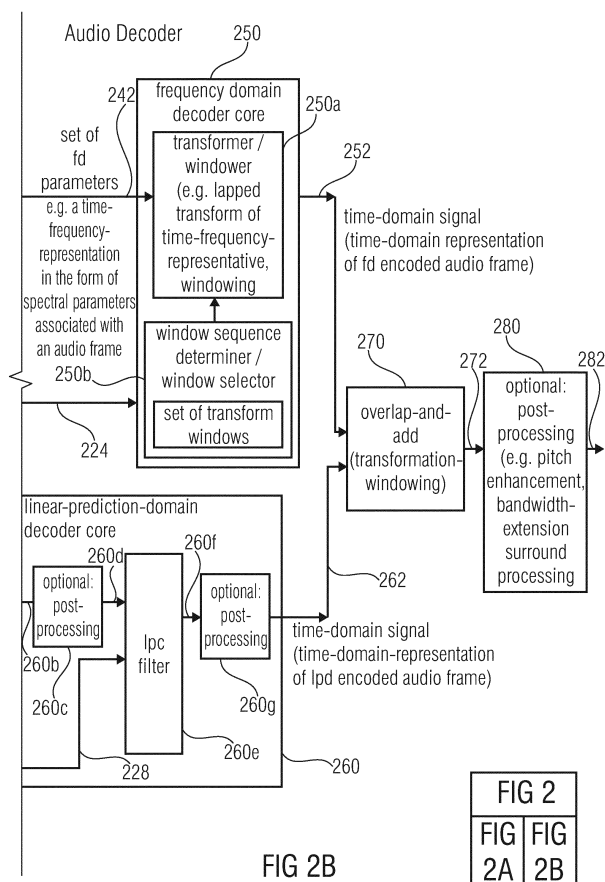 Audio Decoder
250
frequency domain
decoder core
242
250a
set of
fd
parameters
e.g. a time-
frequency-
representation
in the form of
spectral parameters
associated with
an audio frame
transformer /
windower
(e.g. lapped
transform of
time-frequency-
representative,
windowing
252
time-domain signal
(time-domain representation
of fd encoded audio frame)
window sequence
determiner /
window selector
250b
set of transform
windows
224
270
overlap-and-
add
(transformation-
windowing)
272
280
optional:
post-
processing
(e.g. pitch
enhancement,
bandwidth-
extension
surround
processing
282
linear-prediction-domain
decoder core
260d
260f
optional:
post-
processing
260b
260c
lpc
filter
optional:
post-
processing
260g
262
time-domain signal
(time-domain-representation
of lpd encoded audio frame)
228
260e
260
FIG 2
FIG
2A
FIG
2B
FIG 2B